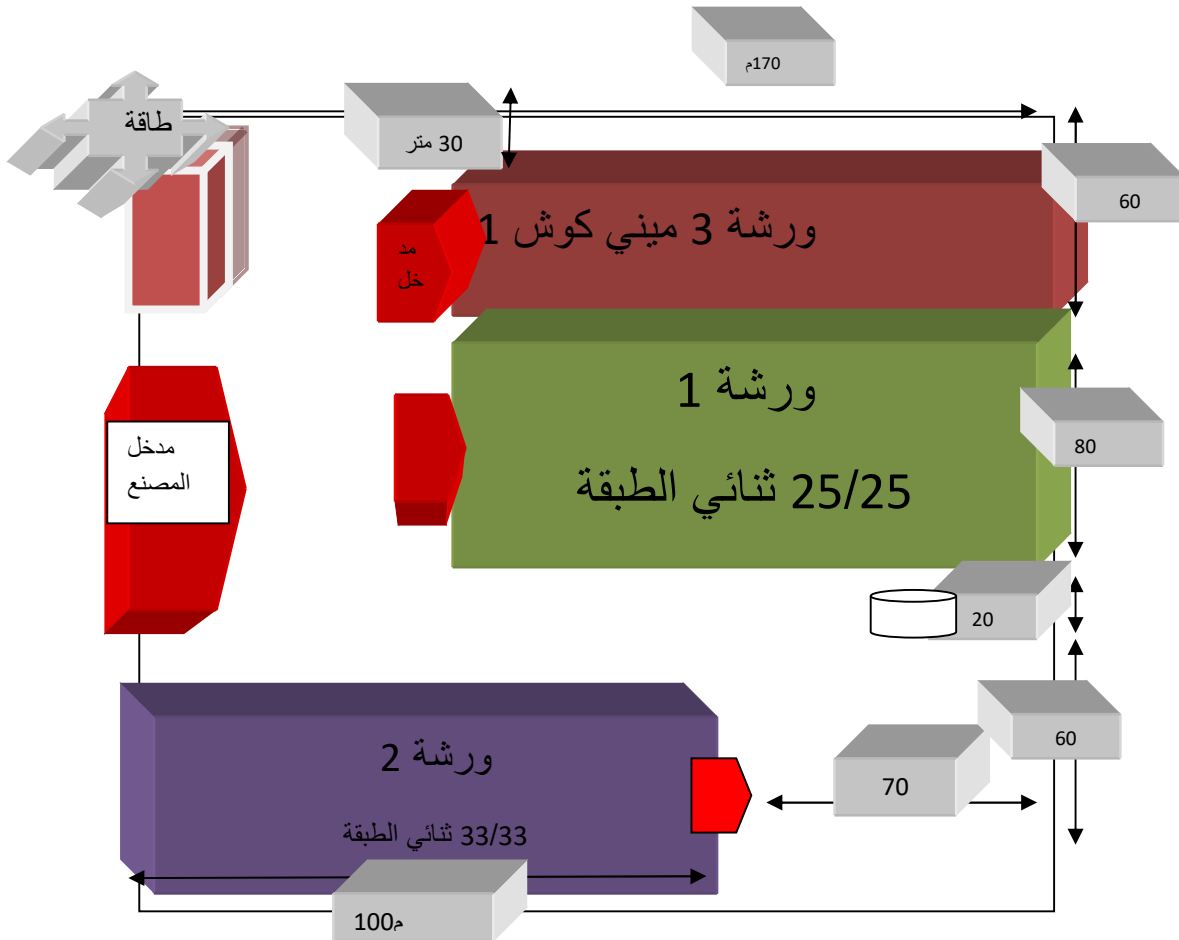 170م
طاقة
30 متر
60
ورشة 3 ميني كوش 1
مد
خل
ورشة 1
25/25 ثنائي الطبقة
80
مدخل
المصنع
20
60
ورشة 2
33/33 ثنائي الطبقة
70
100م